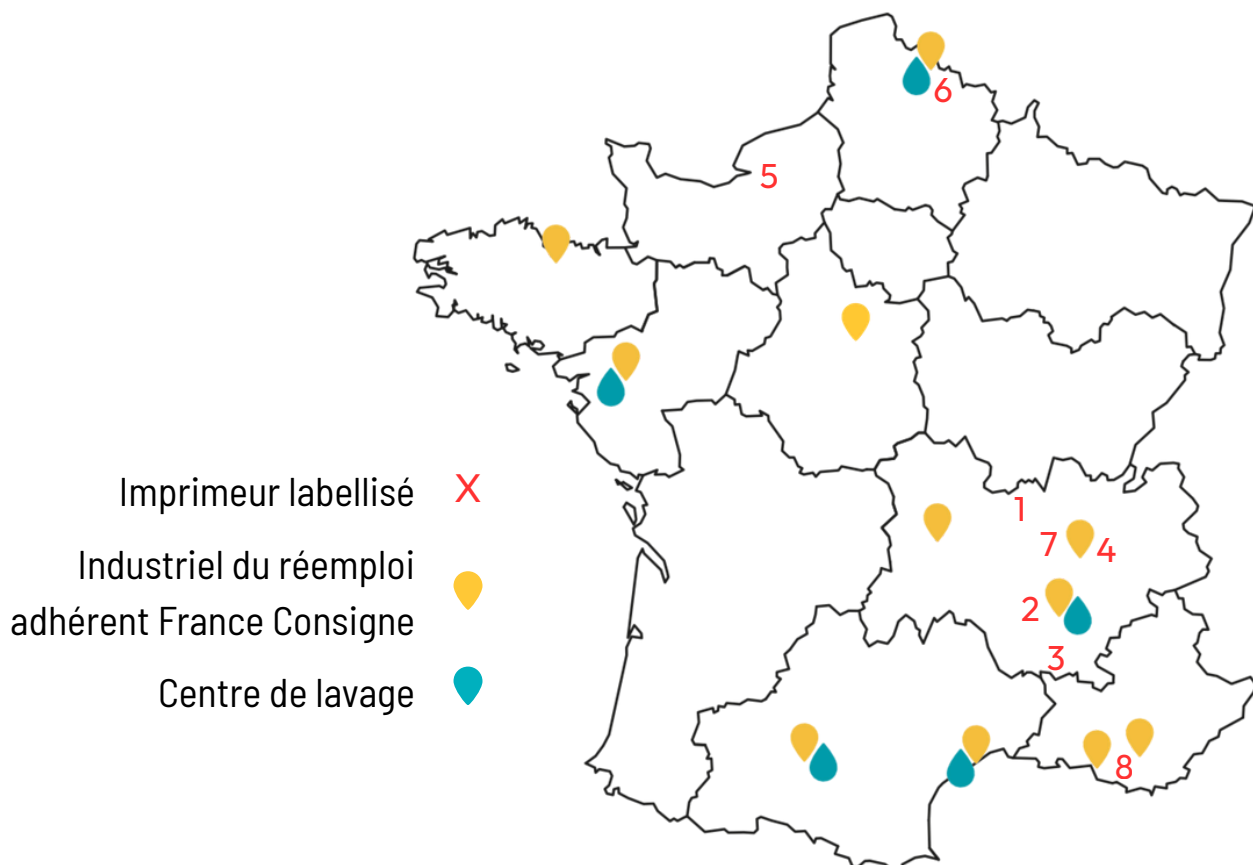 6
5
Imprimeur labellisé X
1
7 4
Industriel du réemploi
adhérent France Consigne
2
3
Centre de lavage
8